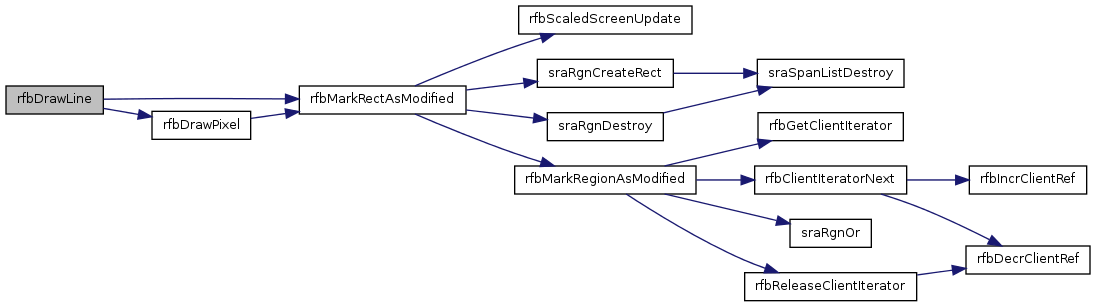 rfbScaledScreenUpdate
sraRgnCreateRect
sraSpanListDestroy
rfbDrawLine
rfbMarkRectAsModified
rfbDrawPixel
sraRgnDestroy
rfbGetClientIterator
rfbMarkRegionAsModified
rfbClientIteratorNext
rfbIncrClientRef
sraRgnOr
rfbDecrClientRef
rfbReleaseClientIterator